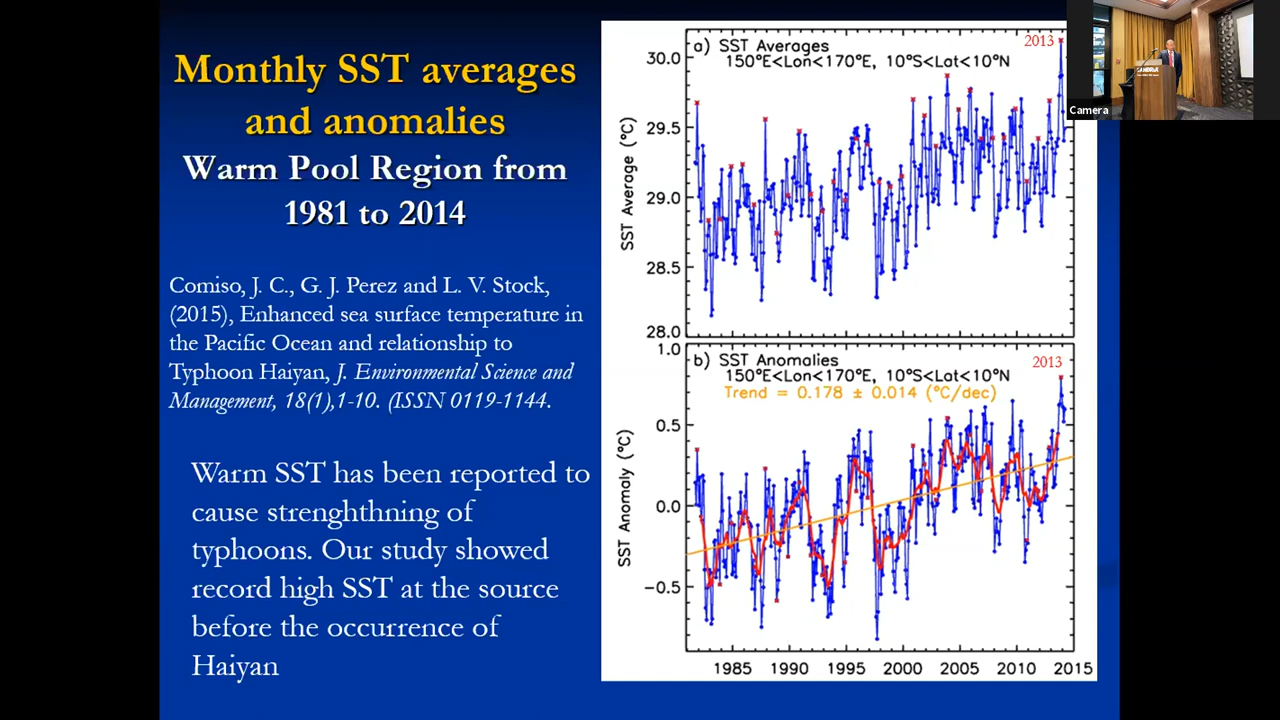 Monthly SST averages
and anomalies
Warm Pool Region from
1981 to 2014
Comiso, J. C., G. J. Perez and L. V. Stock,
(2015), Enhanced sea surface temperature in
the Pacific Ocean and relationship to
Typhoon Haiyan, J. Environmental Science and
Management, 18(1),1-10. (ISSN 0119-1144.
Warm SST has been reported to
cause strenghthning of
typhoons. Our study showed
record high SST at the source
before the occurrence of
Haiyan
a) SST Averages
150°E<Lon<170°E, 10°S<Lat<10°N
2013
SST Average (°C)
30.0
29.5
29.0
28.5
28.0
b) SST Anomalies
150°E<Lon<170°E, 10°S<Lat<10°N
Trend = 0.178 ± 0.014 (°C/dec)
2013
SST Anomaly (°C)
1.0
0.5
0.0
−0.5
1985 1990 1995 2000 2005 2010 2015
Camera